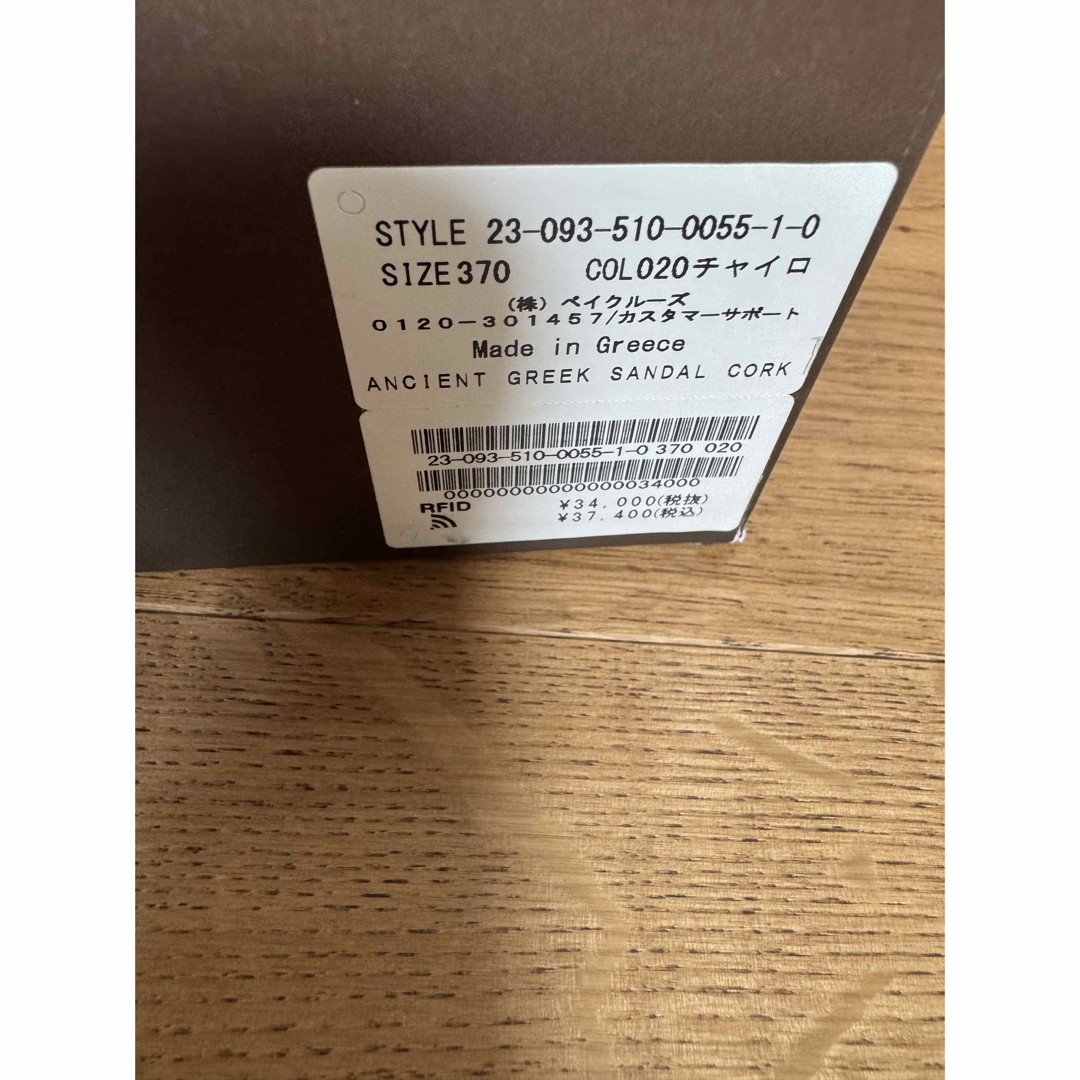 STYLE 23-093-510-0055-1-0
SIZE370 COL020チャイロ
(株) ベイクルーズ
0120-301457/カスタマーサポート
Made in Greece
ANCIENT GREEK SANDAL CORK
23-093-510-0055-1-0 370 020
00000000000000034000
RFID ¥34,000(税抜)
¥37,400(税込)